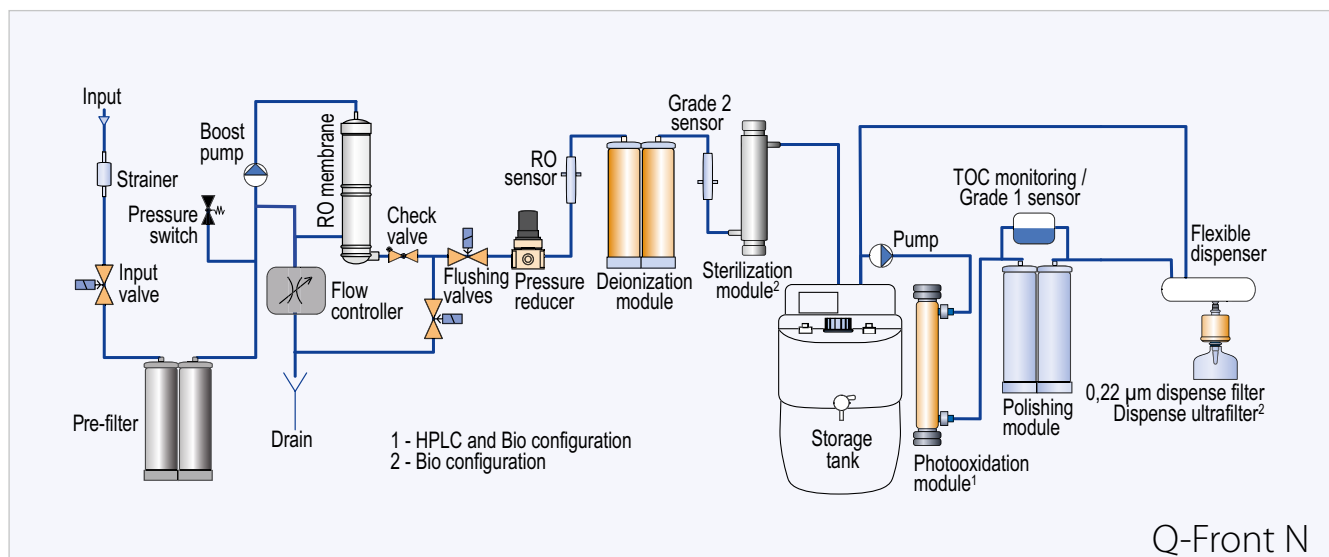 Input
Strainer
Pressure
switch
Input
valve
Pre-filter
Boost
pump
RO membrane
Flow
controller
Drain
Check
valve
Flushing
valves
Pressure
reducer
RO
sensor
Deionization
module
Grade 2
sensor
Sterilization
module²
Storage
tank
Pump
Photooxidation
module¹
TOC monitoring /
Grade 1 sensor
Polishing
module
Flexible
dispenser
0,22 µm dispense filter
Dispense ultrafilter²
1 - HPLC and Bio configuration
2 - Bio configuration
Q-Front N